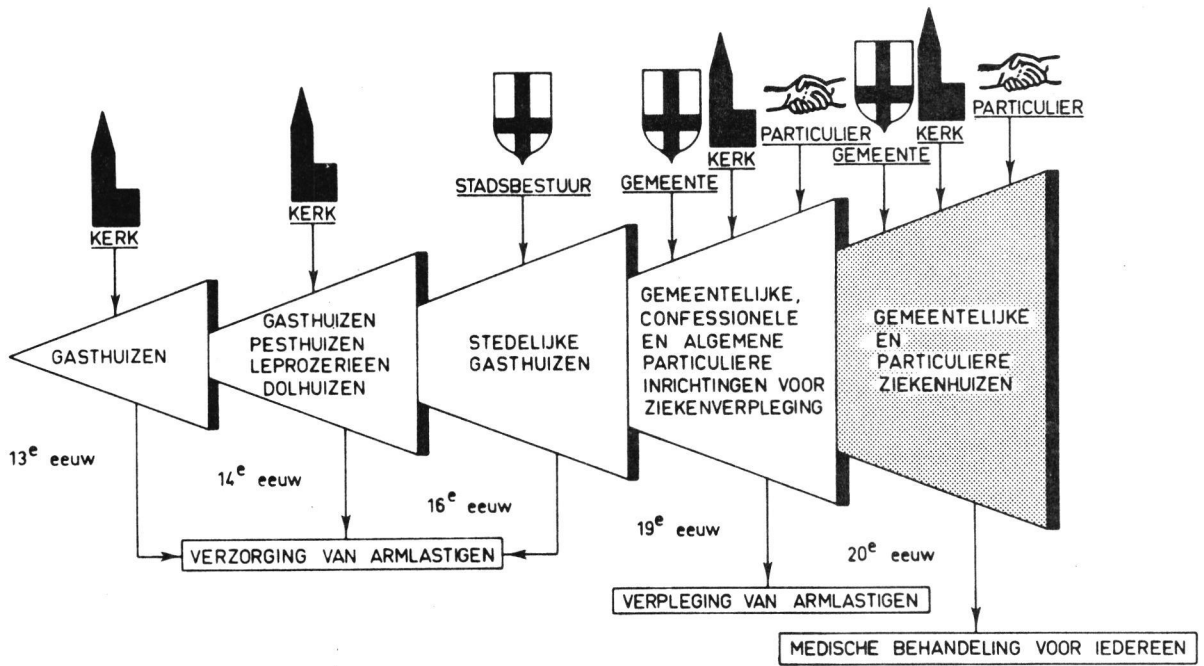 KERK
KERK
STADSBESTUUR
GEMEENTE
KERK
PARTICULIER
GEMEENTE
KERK
PARTICULIER
GASTHUIZEN
GASTHUIZEN
PESTHUIZEN
LEPROZERIEEN
DOLHUIZEN
STEDELIJKE
GASTHUIZEN
GEMEENTELIJKE,
CONFESSIONELE
EN ALGEMENE
PARTICULIERE
INRICHTINGEN VOOR
ZIEKENVERPLEGING
GEMEENTELIJKE
EN
PARTICULIERE
ZIEKENHUIZEN
13e eeuw
14e eeuw
16e eeuw
19e eeuw
20e eeuw
VERZORGING VAN ARMLASTIGEN
VERPLEGING VAN ARMLASTIGEN
MEDISCHE BEHANDELING VOOR IEDEREEN